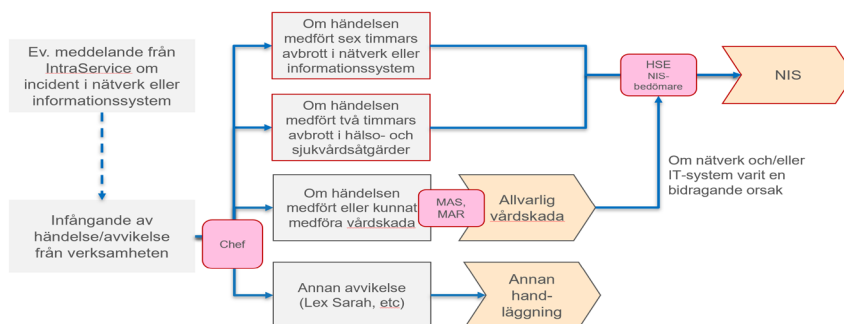 Ev. meddelande från
IntraService om
incident i nätverk eller
informationssystem
Infångande av
händelse/avvikelse
från verksamheten
Chef
Om händelsen
medfört sex timmars
avbrott i nätverk eller
informationssystem
Om händelsen
medfört två timmars
avbrott i hälso- och
sjukvårdsåtgärder
Om händelsen
medfört eller kunnat
medföra vårdskada
MAS,
MAR
Allvarlig
vårdskada
Annan avvikelse
(Lex Sarah, etc)
Annan
hand-
läggning
HSE
NIS-
bedömare
NIS
Om nätverk och/eller
IT-system varit en
bidragande orsak